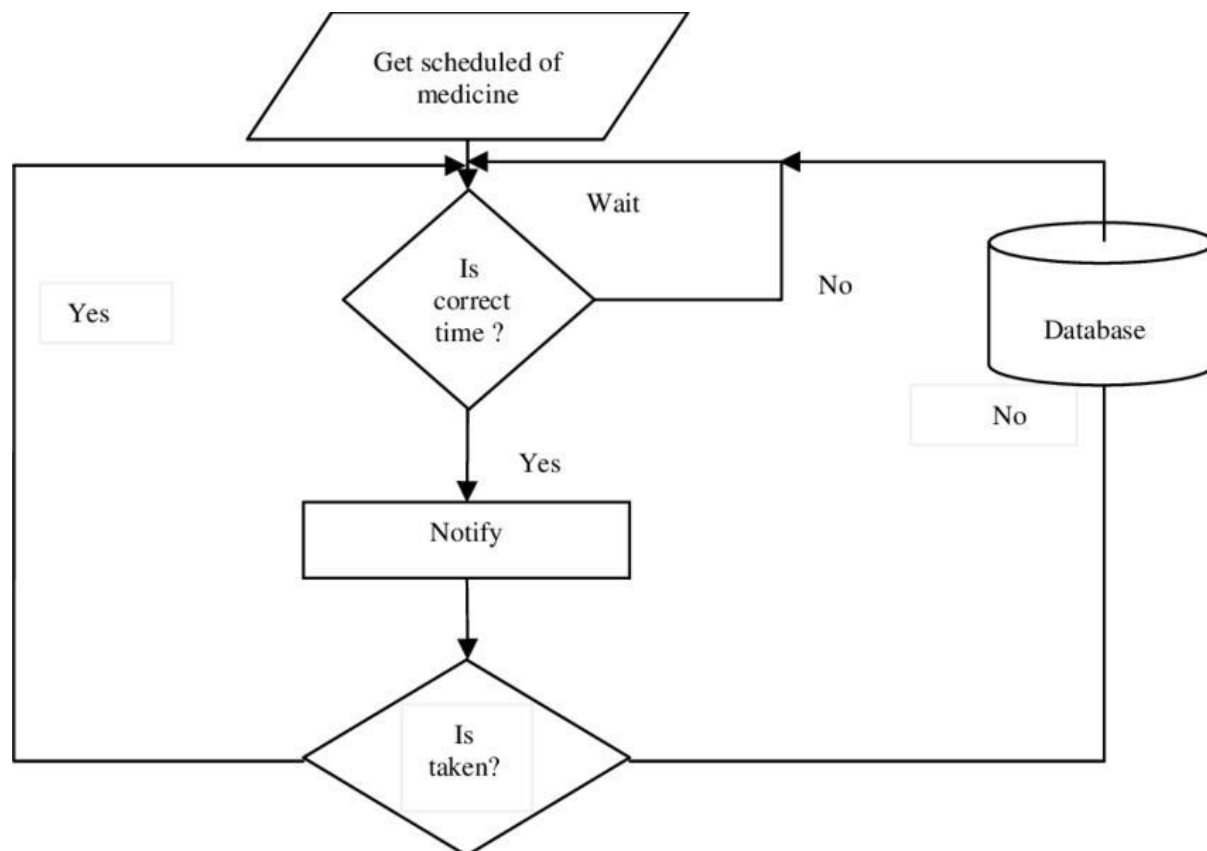 Get scheduled of
medicine
Wait
Is
correct
time ?
No
Yes
Database
No
Yes
Notify
Is
taken?